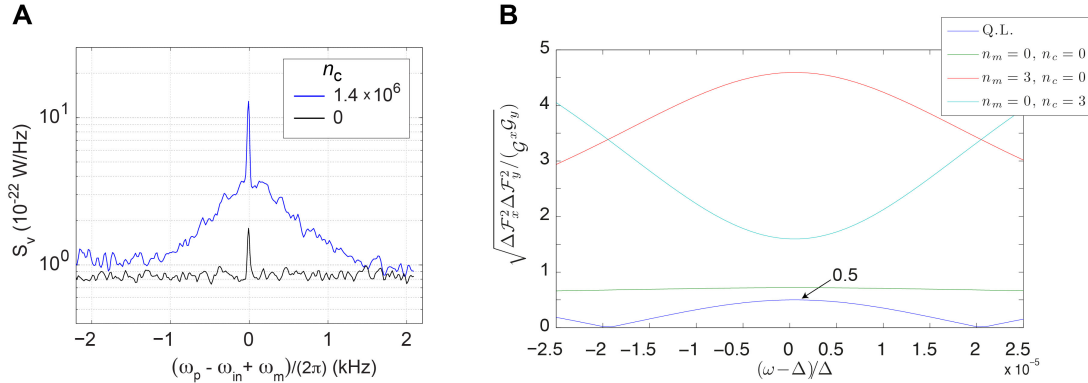 A
n_c
1.4 × 10^6
0
S_v (10^-22 W/Hz)
10^1
10^0
−2 −1 0 1 2
(ω_p - ω_in + ω_m)/(2π) (kHz)
B
Q.L.
n_m = 0, n_c = 0
n_m = 3, n_c = 0
n_m = 0, n_c = 3
√ΔF_x^2 ΔF_y^2/(G^x G_y)
5
4
3
2
1
0
0.5
-2.5 -2 -1.5 -1 -0.5 0.0 0.5 1 1.5 2 2.5
(ω−Δ)/Δ
× 10^-5